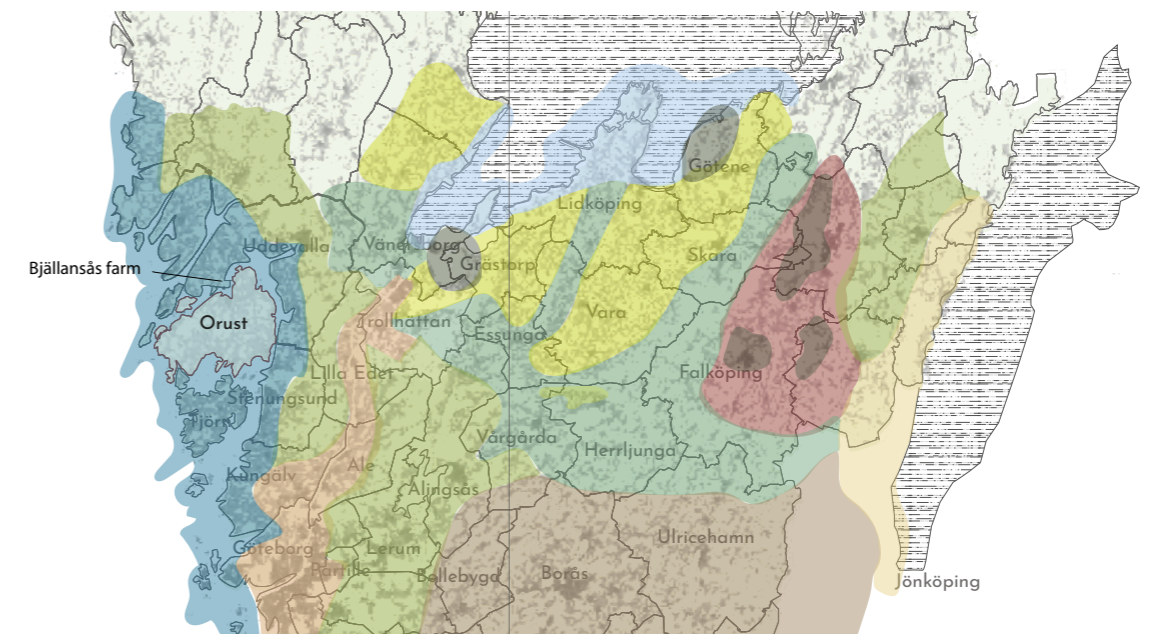 Götene
Lidköping
Uddevalla
Vänersborg
Grästorp
Skara
Bjällansås farm
Orust
Trollhättan
Vara
Essunga
Lilla Edet
Falköping
Stenungsund
Tjörn
Vårgårda
Herrljunga
Ale
Kungälv
Alingsås
Ulricehamn
Göteborg
Lerum
Partille
Bollebygd
Borås
Jönköping